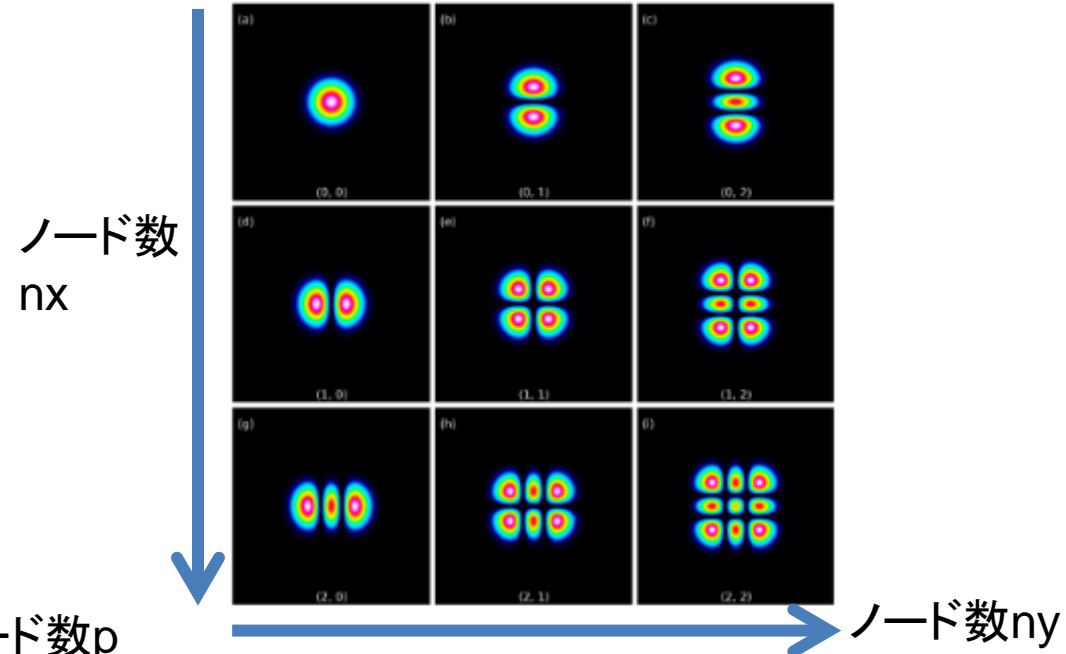 (a)
(b)
(c)
(0, 0)
(0, 1)
(0, 2)
ノード数
nx
(d)
(e)
(f)
(1, 0)
(1, 1)
(1, 2)
(g)
(h)
(i)
(2, 0)
(2, 1)
(2, 2)
ード数p
ノード数ny